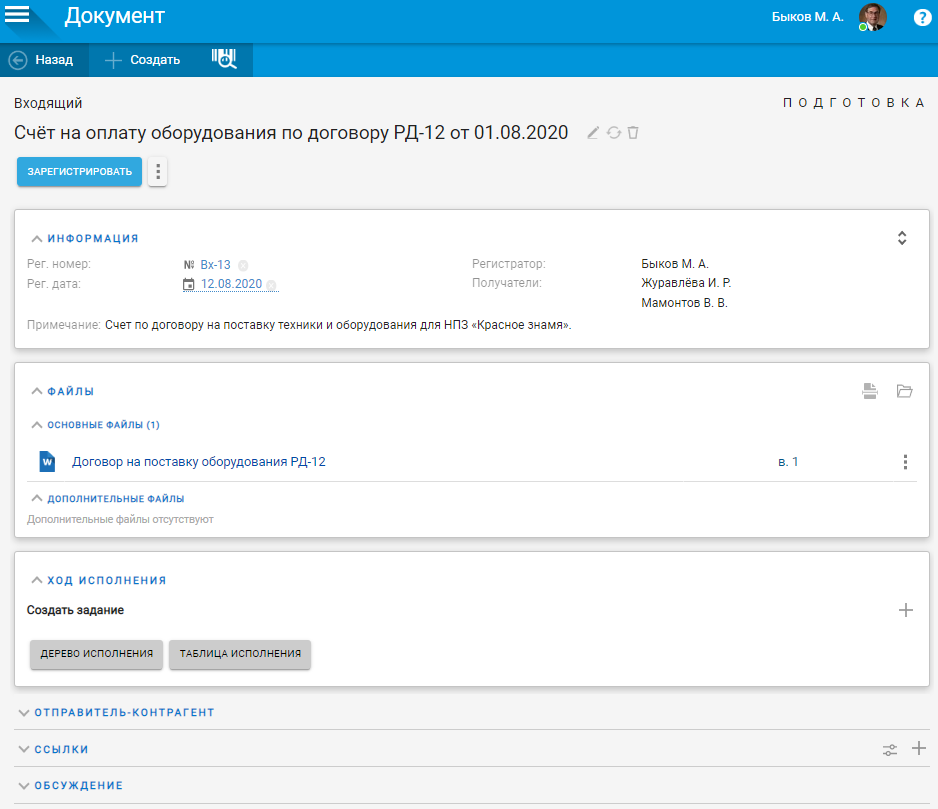 Документ
Быков М. А.
Назад
Создать
Входящий
ПОДГОТОВКА
Счёт на оплату оборудования по договору РД-12 от 01.08.2020
ЗАРЕГИСТРИРОВАТЬ
ИНФОРМАЦИЯ
Рег. номер: № Вх-13
Регистратор: Быков М. А.
Рег. дата: 12.08.2020
Получатели: Журавлёва И. Р.
Мамонтов В. В.
Примечание: Счет по договору на поставку техники и оборудования для НПЗ «Красное знамя».
ФАЙЛЫ
ОСНОВНЫЕ ФАЙЛЫ (1)
W Договор на поставку оборудования РД-12 в. 1
ДОПОЛНИТЕЛЬНЫЕ ФАЙЛЫ
Дополнительные файлы отсутствуют
ХОД ИСПОЛНЕНИЯ
Создать задание
ДЕРЕВО ИСПОЛНЕНИЯ
ТАБЛИЦА ИСПОЛНЕНИЯ
ОТПРАВИТЕЛЬ-КОНТРАГЕНТ
ССЫЛКИ
ОБСУЖДЕНИЕ